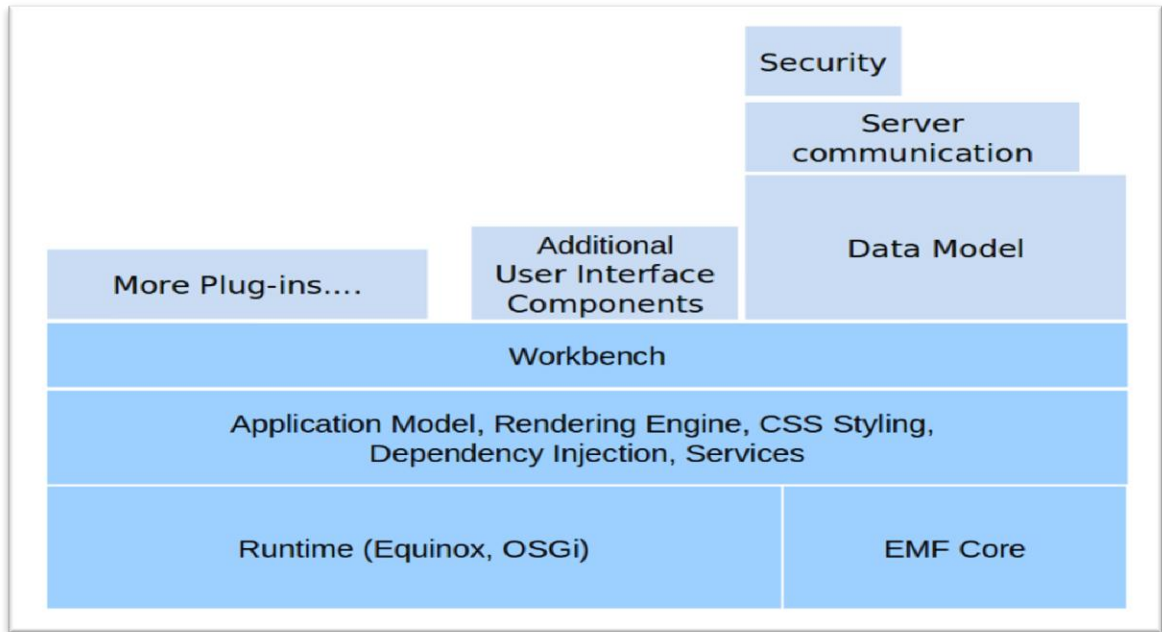 Security
Server
communication
Data Model
Additional
User Interface
Components
More Plug-ins....
Workbench
Application Model, Rendering Engine, CSS Styling,
Dependency Injection, Services
Runtime (Equinox, OSGi)
EMF Core